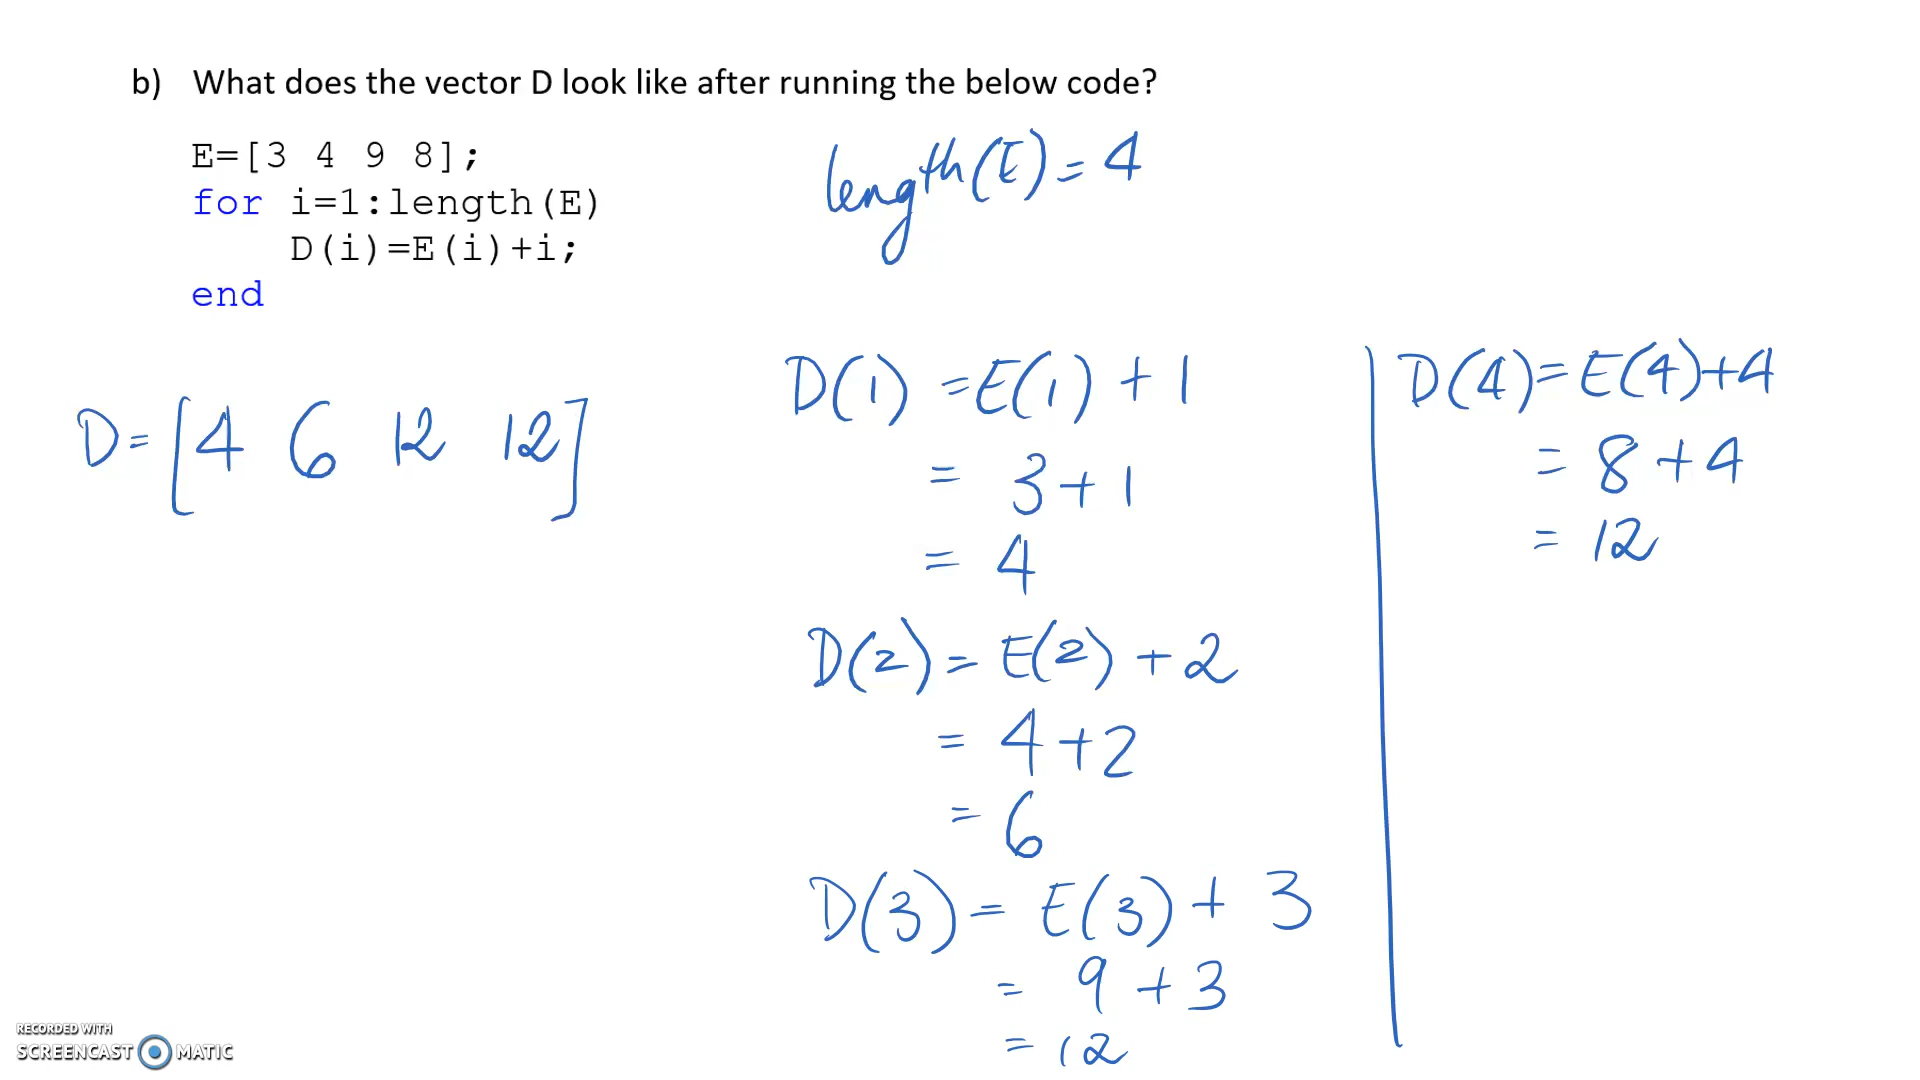 b) What does the vector D look like after running the below code?
E=[3 4 9 8];
for i=1:length(E)
D(i)=E(i)+i;
end
length(E)=4
D=[4 6 12 12]
D(1)=E(1)+1
= 3+1
= 4
D(2)=E(2)+2
= 4+2
= 6
D(3)=E(3)+3
= 9+3
= 12
D(4)=E(4)+4
= 8+4
= 12
RECORDED WITH
SCREENCAST MATIC